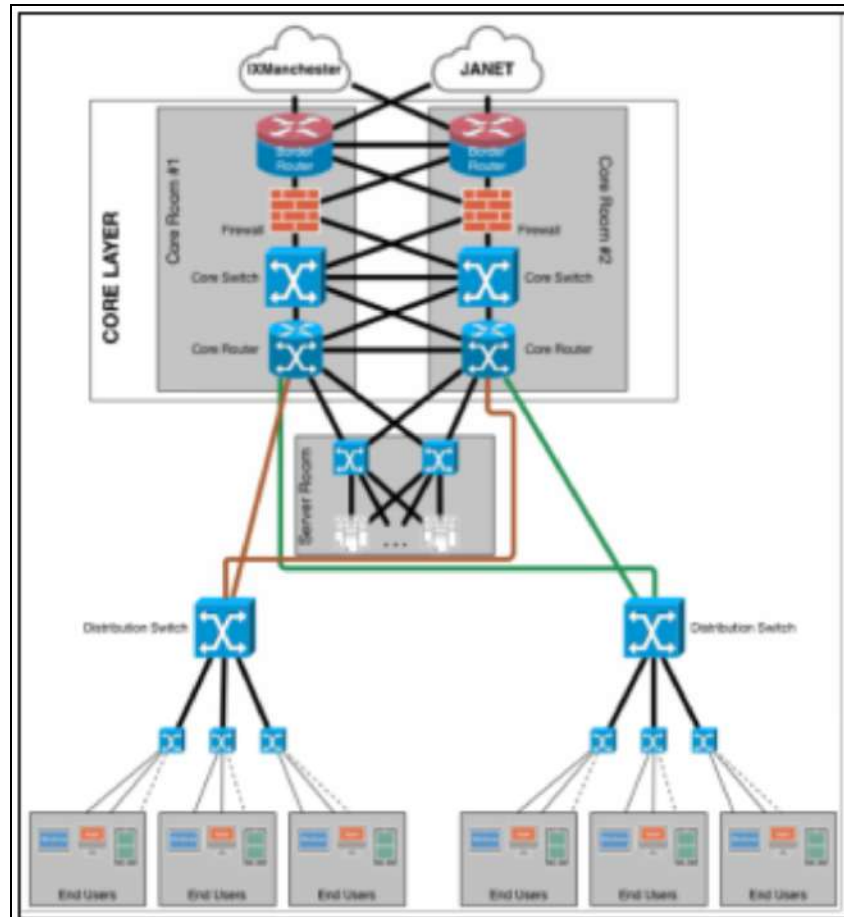 IXManchester
JANET
Border
Router
Border
Router
Core Room #1
Core Room #2
CORE LAYER
Firewall
Firewall
Core Switch
Core Switch
Core Router
Core Router
Server Room
...
Distribution Switch
Distribution Switch
End Users
End Users
End Users
End Users
End Users
End Users